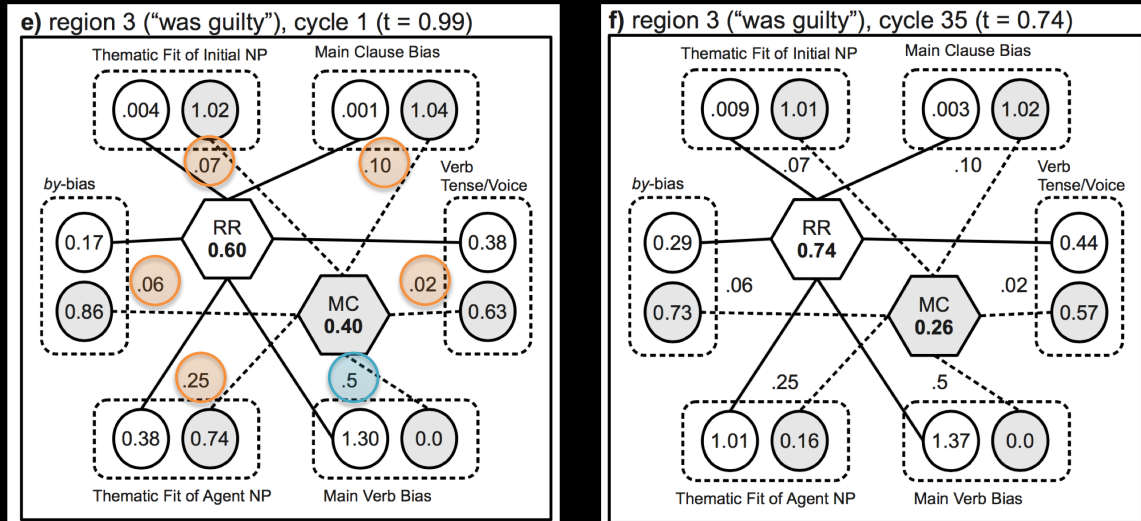 e) region 3 (“was guilty”), cycle 1 (t = 0.99)
Thematic Fit of Initial NP
Main Clause Bias
.004
1.02
.001
1.04
.07
.10
by-bias
Verb
Tense/Voice
0.17
RR
0.60
0.38
.06
.02
0.86
MC
0.40
0.63
.25
.5
0.38
0.74
1.30
0.0
Thematic Fit of Agent NP
Main Verb Bias
f) region 3 (“was guilty”), cycle 35 (t = 0.74)
Thematic Fit of Initial NP
Main Clause Bias
.009
1.01
.003
1.02
.07
.10
by-bias
Verb
Tense/Voice
0.29
RR
0.74
0.44
.06
.02
0.73
MC
0.26
0.57
.25
.5
1.01
0.16
1.37
0.0
Thematic Fit of Agent NP
Main Verb Bias